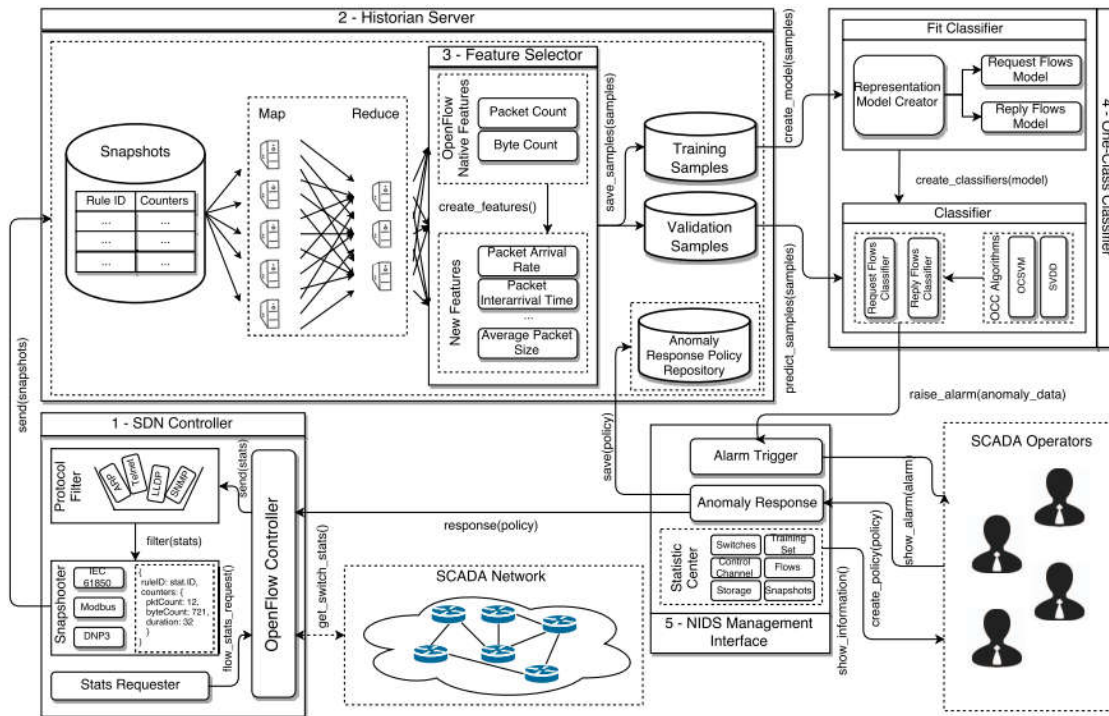 2 - Historian Server
Snapshots
Rule ID Counters
... ...
... ...
... ...
Map
Reduce
3 - Feature Selector
OpenFlow
Native Features
Packet Count
Byte Count
create_features()
New Features
Packet Arrival
Rate
Packet
Interarrival Time
...
Average Packet
Size
save_samples(samples)
Training
Samples
Validation
Samples
Anomaly
Response Policy
Repository
create_model(samples)
predict_samples(samples)
4 - One-Class Classifier
Fit Classifier
Representation
Model Creator
Request Flows
Model
Reply Flows
Model
create_classifiers(model)
Classifier
Request Flows
Classifier
Reply Flows
Classifier
OCC Algorithms
OCSVM
SVDD
raise_alarm(anomaly_data)
send(snapshots)
1 - SDN Controller
Protocol
Filter
ARP
Telnet
LLDP
SNMP
send(stats)
filter(stats)
Snapshooter
IEC
61850
Modbus
DNP3
{
ruleID: stat.ID,
counters: {
pktCount: 12,
byteCount: 721,
duration: 32
}
}
flow_stats_request()
Stats Requester
OpenFlow Controller
get_switch_stats()
response(policy)
SCADA Network
save(policy)
Alarm Trigger
Anomaly Response
Statistic
Center
Switches
Training
Set
Control
Channel
Flows
Storage
Snapshots
5 - NIDS Management
Interface
show_information()
create_policy(policy)
show_alarm(alarm)
SCADA Operators